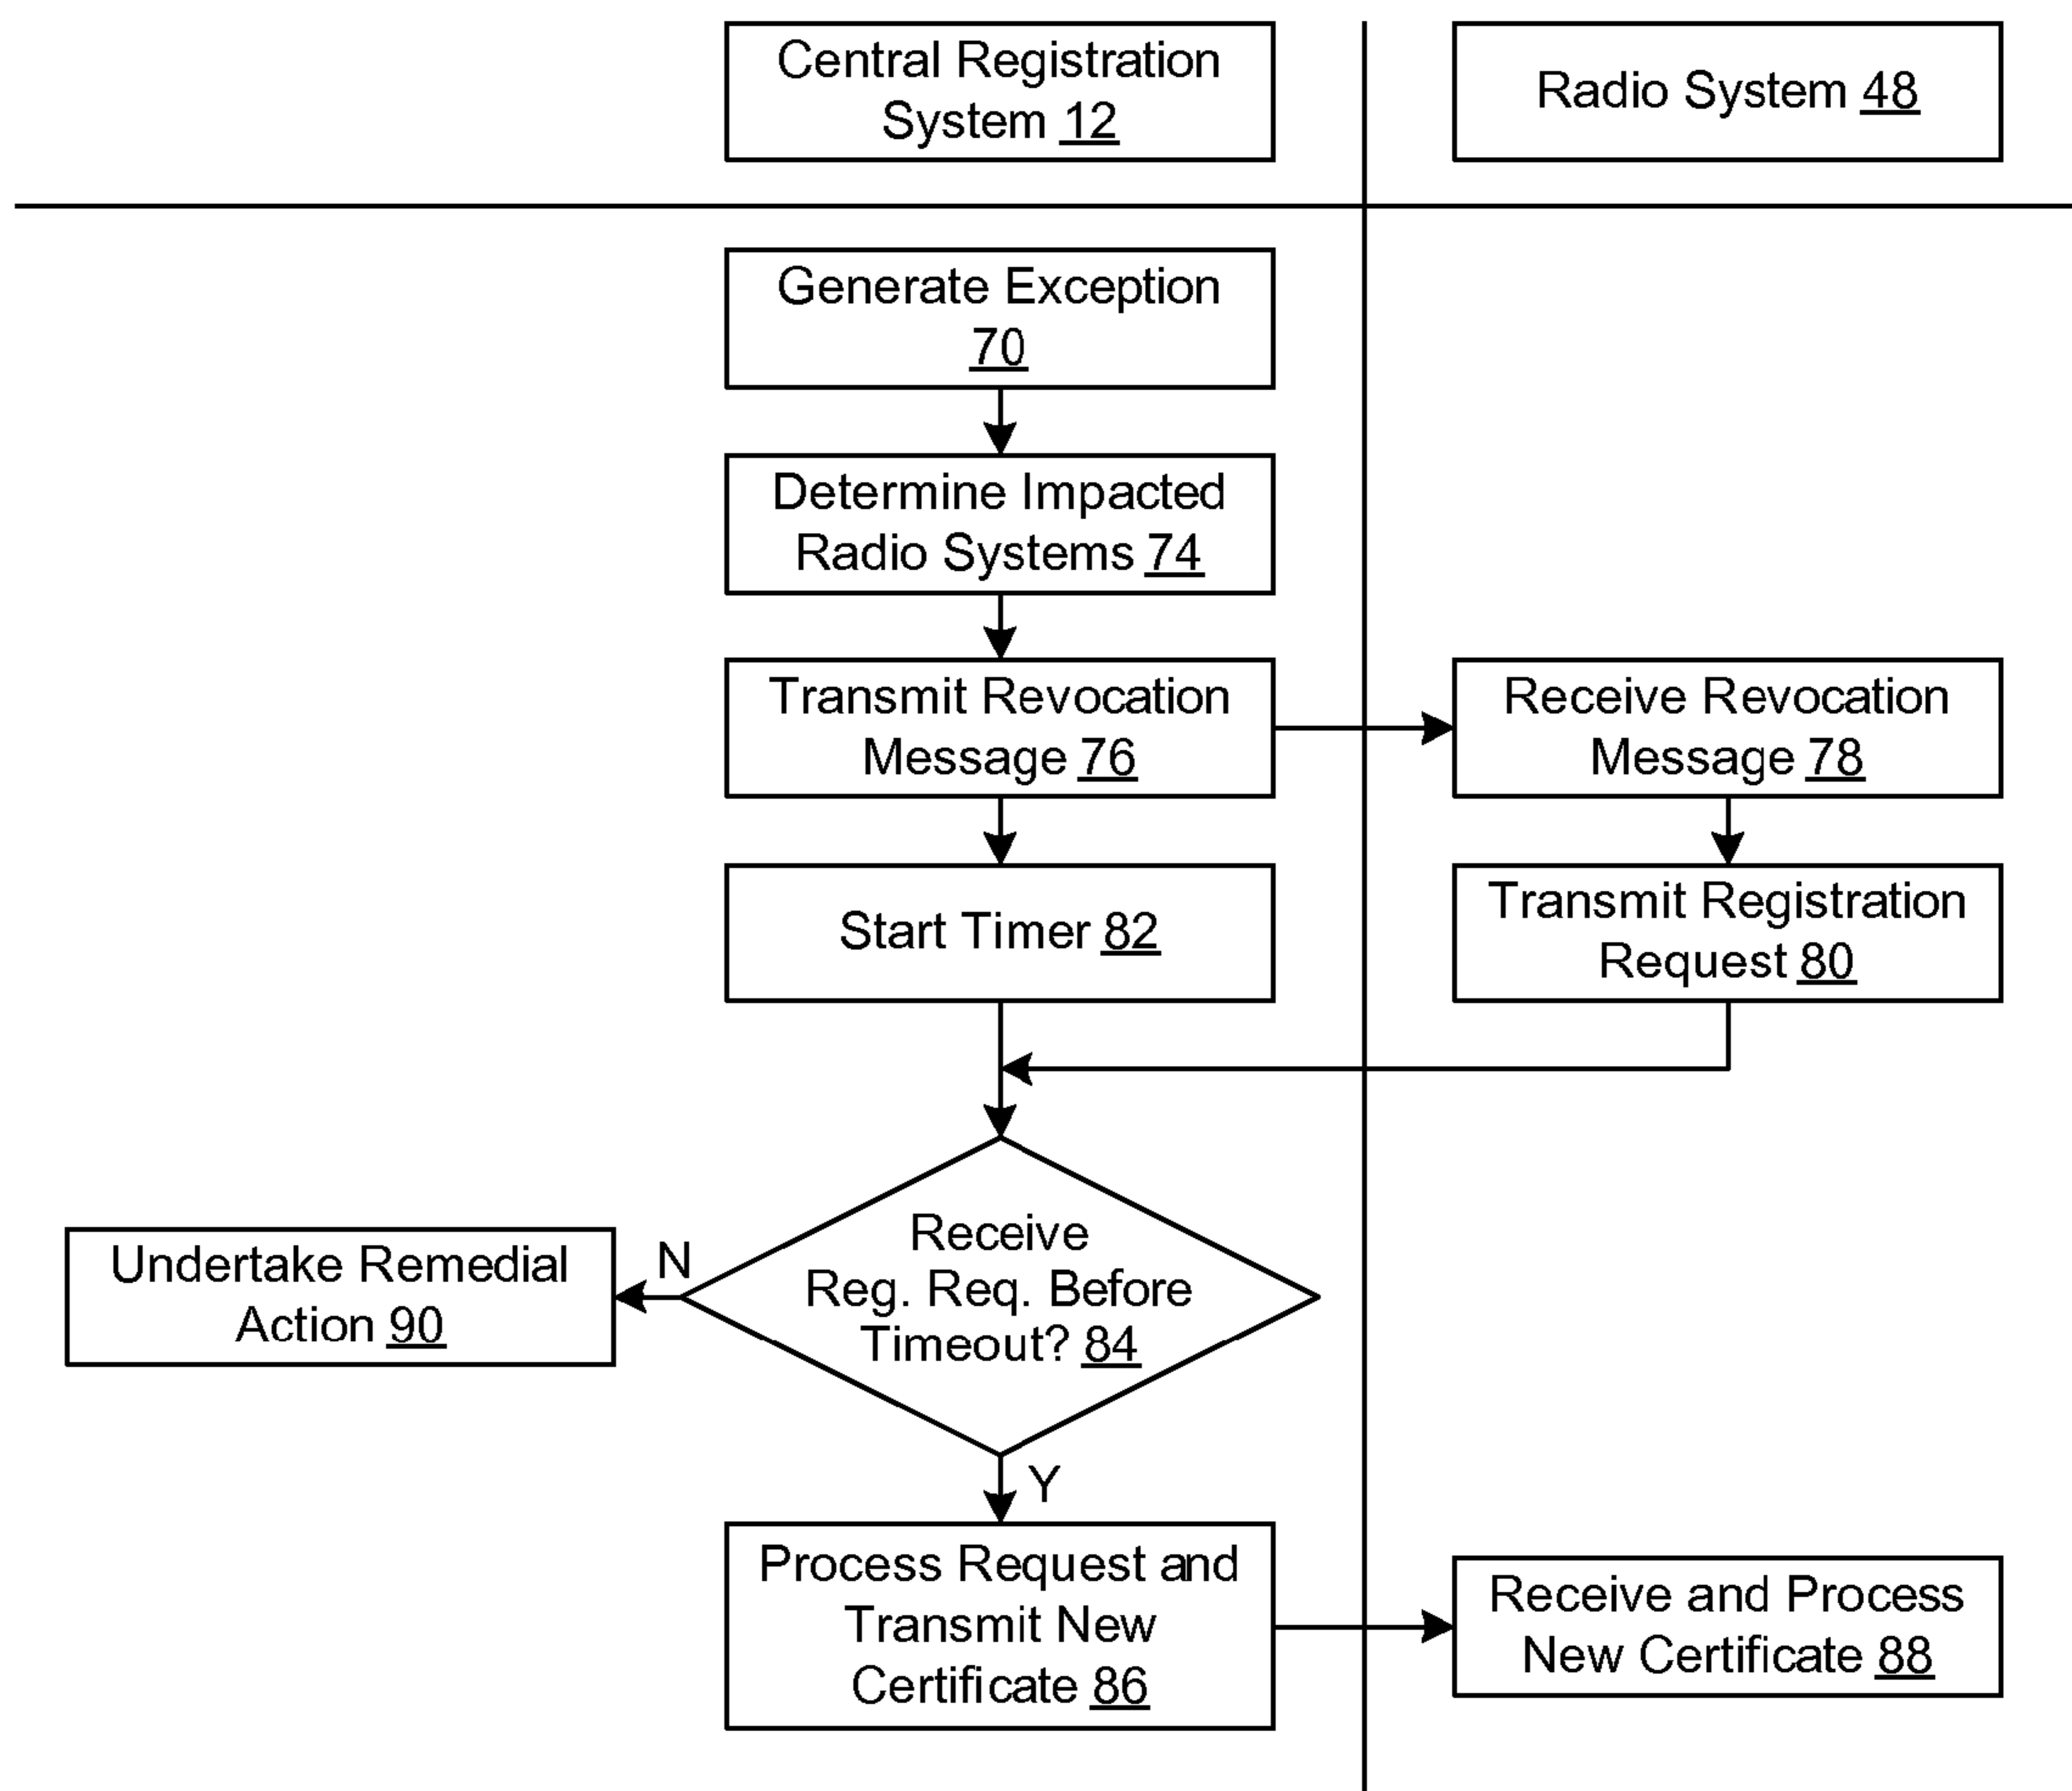 Central Registration
System 12
Radio System 48
Generate Exception
70
Determine Impacted
Radio Systems 74
Transmit Revocation
Message 76
Receive Revocation
Message 78
Start Timer 82
Transmit Registration
Request 80
Receive
Reg. Req. Before
Timeout? 84
N
Undertake Remedial
Action 90
Y
Process Request and
Transmit New
Certificate 86
Receive and Process
New Certificate 88